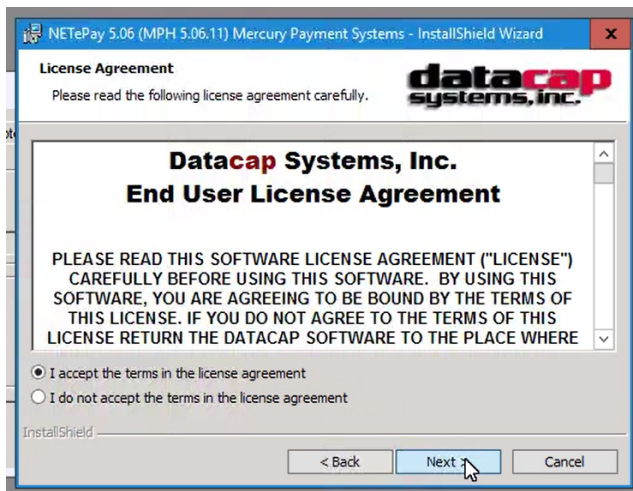 NETePay 5.06 (MPH 5.06.11) Mercury Payment Systems - InstallShield Wizard
License Agreement
Please read the following license agreement carefully.
datacap
systems, inc.
Datacap Systems, Inc.
End User License Agreement
PLEASE READ THIS SOFTWARE LICENSE AGREEMENT ("LICENSE")
CAREFULLY BEFORE USING THIS SOFTWARE. BY USING THIS
SOFTWARE, YOU ARE AGREEING TO BE BOUND BY THE TERMS OF
THIS LICENSE. IF YOU DO NOT AGREE TO THE TERMS OF THIS
LICENSE RETURN THE DATACAP SOFTWARE TO THE PLACE WHERE
I accept the terms in the license agreement
I do not accept the terms in the license agreement
InstallShield
< Back
Next >
Cancel